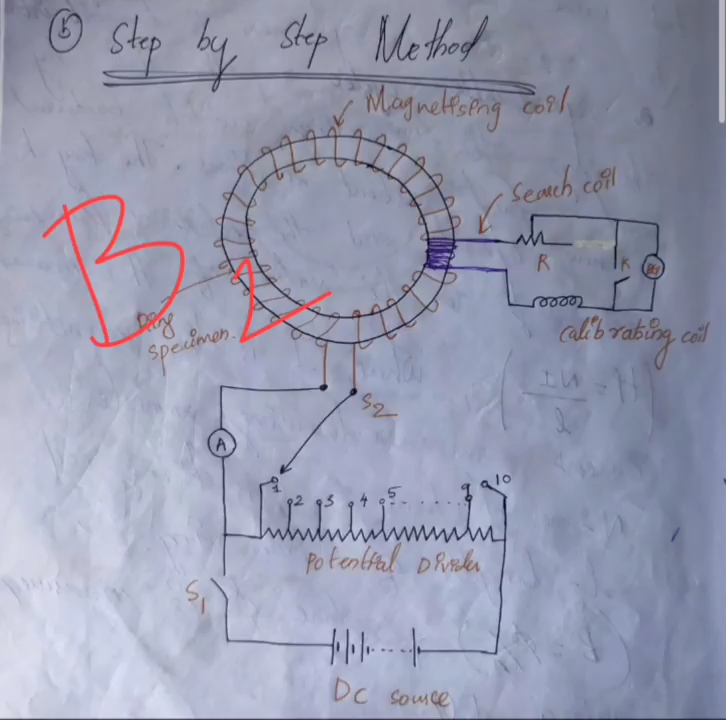 (b) Step by Step Method
Magnetising coil
Search coil
R
K
BG
calibrating coil
B2
Ring
specimen.
H = IN
l
S2
A
1 2 3 4 5 ...... 9 10
Potential Divider
S1
DC source